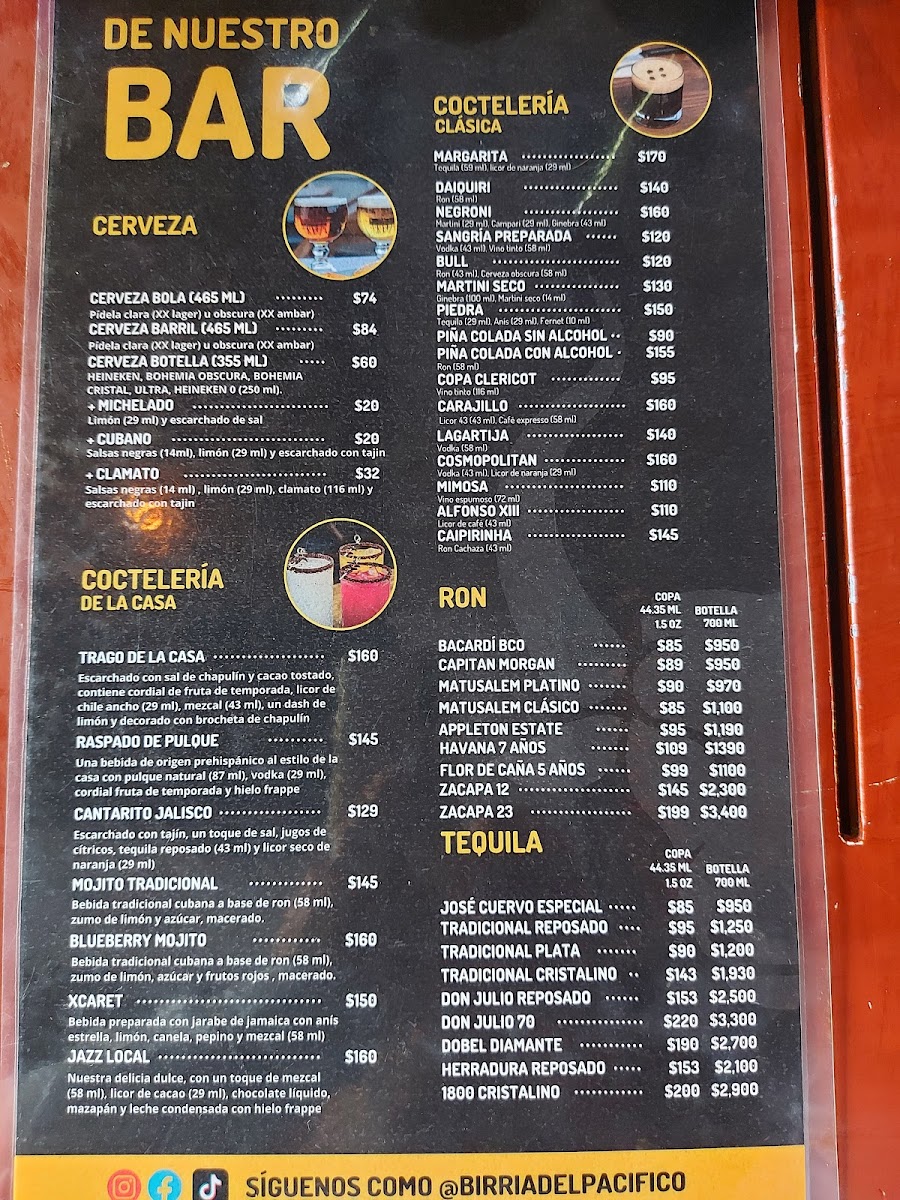 DE NUESTRO
BAR
CERVEZA
CERVEZA BOLA (465 ML) ········· $74
Pídela clara (XX lager) u obscura (XX ambar)
CERVEZA BARRIL (465 ML) ········ $84
Pídela clara (XX lager) u obscura (XX ambar)
CERVEZA BOTELLA (355 ML) ····· $60
HEINEKEN, BOHEMIA OBSCURA, BOHEMIA
CRISTAL, ULTRA, HEINEKEN 0 (250 ml).
+ MICHELADO ························ $20
Limón (29 ml) y escarchado de sal
+ CUBANO ··························· $20
Salsas negras (14ml), limón (29 ml) y escarchado con tajin
+ CLAMATO ························· $32
Salsas negras (14 ml) , limón (29 ml), clamato (116 ml) y
escarchado con tajin
COCTELERÍA
DE LA CASA
TRAGO DE LA CASA ···················· $160
Escarchado con sal de chapulín y cacao tostado,
contiene cordial de fruta de temporada, licor de
chile ancho (29 ml), mezcal (43 ml), un dash de
limón y decorado con brocheta de chapulín
RASPADO DE PULQUE ·········· $145
Una bebida de origen prehispánico al estilo de la
casa con pulque natural (87 ml), vodka (29 ml),
cordial fruta de temporada y hielo frappe
CANTARITO JALISCO ·················· $129
Escarchado con tajín, un toque de sal, jugos de
cítricos, tequila reposado (43 ml) y licor seco de
naranja (29 ml)
MOJITO TRADICIONAL ············· $145
Bebida tradicional cubana a base de ron (58 ml),
zumo de limón y azúcar, macerado.
BLUEBERRY MOJITO ············ $160
Bebida tradicional cubana a base de ron (58 ml),
zumo de limón, azúcar y frutos rojos , macerado.
XCARET ································· $150
Bebida preparada con jarabe de jamaica con anís
estrella, limón, canela, pepino y mezcal (58 ml)
JAZZ LOCAL ····························· $160
Nuestra delicia dulce, con un toque de mezcal
(58 ml), licor de cacao (29 ml), chocolate líquido,
mazapán y leche condensada con hielo frappe
COCTELERÍA
CLÁSICA
MARGARITA ················· $170
Tequila (59 ml), licor de naranja (29 ml)
DAIQUIRI ················· $140
Ron (58 ml)
NEGRONI ················· $160
Martini (29 ml), Campari (29 ml), Ginebra (43 ml)
SANGRÍA PREPARADA ······ $120
Vodka (43 ml), Vino tinto (58 ml)
BULL ······················· $120
Ron (43 ml), Cerveza obscura (58 ml)
MARTINI SECO ··············· $130
Ginebra (100 ml), Martini seco (14 ml)
PIEDRA ···················· $150
Tequila (29 ml), Anis (29 ml), Fernet (10 ml)
PIÑA COLADA SIN ALCOHOL ·· $90
PIÑA COLADA CON ALCOHOL · $155
Ron (58 ml)
COPA CLERICOT ············ $95
Vino tinto (116 ml)
CARAJILLO ···················· $160
Licor 43 (43 ml), Café expresso (58 ml)
LAGARTIJA ················· $140
Vodka (58 ml)
COSMOPOLITAN ·············· $160
Vodka (43 ml), Licor de naranja (29 ml)
MIMOSA ···················· $110
Vino espumoso (72 ml)
ALFONSO XIII ················· $110
Licor de café (43 ml)
CAIPIRINHA ················· $145
Ron Cachaza (43 ml)
RON
COPA
44.35 ML BOTELLA
1.5 OZ 700 ML
BACARDÍ BCO ······ $85 $950
CAPITAN MORGAN ········· $89 $950
MATUSALEM PLATINO ······· $90 $970
MATUSALEM CLÁSICO ······· $85 $1,100
APPLETON ESTATE ······ $95 $1,190
HAVANA 7 AÑOS ······· $109 $1390
FLOR DE CAÑA 5 AÑOS ······ $99 $1100
ZACAPA 12 ···················· $145 $2,300
ZACAPA 23 ·················· $199 $3,400
TEQUILA
COPA
44.35 ML BOTELLA
1.5 OZ 700 ML
JOSÉ CUERVO ESPECIAL ····· $85 $950
TRADICIONAL REPOSADO ···· $95 $1,250
TRADICIONAL PLATA ········ $90 $1,200
TRADICIONAL CRISTALINO ·· $143 $1,930
DON JULIO REPOSADO ······ $153 $2,500
DON JULIO 70 ··············· $220 $3,300
DOBEL DIAMANTE ··········· $190 $2,700
HERRADURA REPOSADO ····· $153 $2,100
1800 CRISTALINO ············ $200 $2,900
SÍGUENOS COMO @BIRRIADELPACIFICO